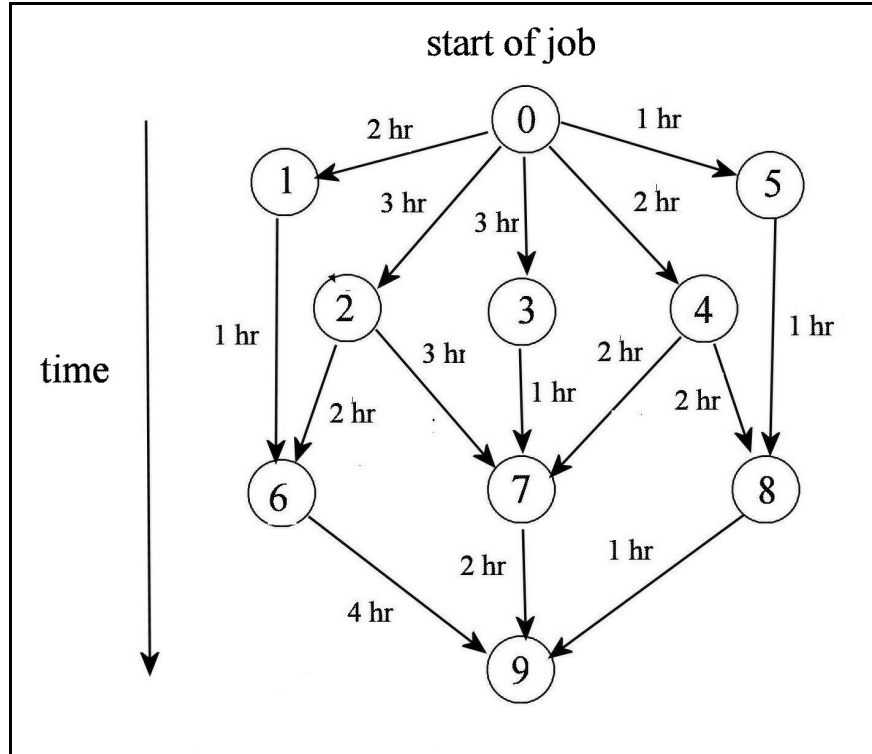 start of job
0
2 hr
1 hr
1
5
3 hr
3 hr
2 hr
2
3
4
1 hr
3 hr
2 hr
1 hr
time
2 hr
1 hr
2 hr
6
7
8
2 hr
1 hr
4 hr
9